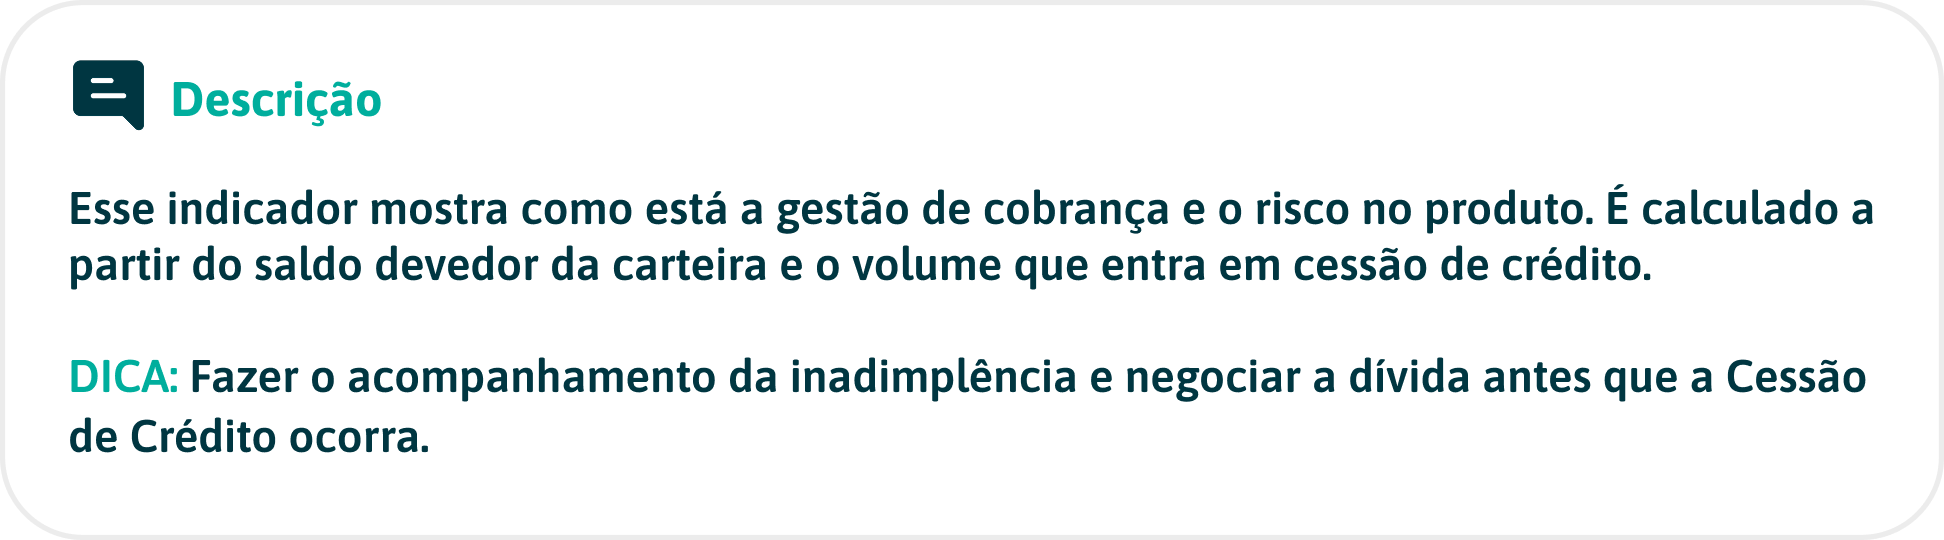 Descrição
Esse indicador mostra como está a gestão de cobrança e o risco no produto. É calculado a
partir do saldo devedor da carteira e o volume que entra em cessão de crédito.
DICA: Fazer o acompanhamento da inadimplência e negociar a dívida antes que a Cessão
de Crédito ocorra.